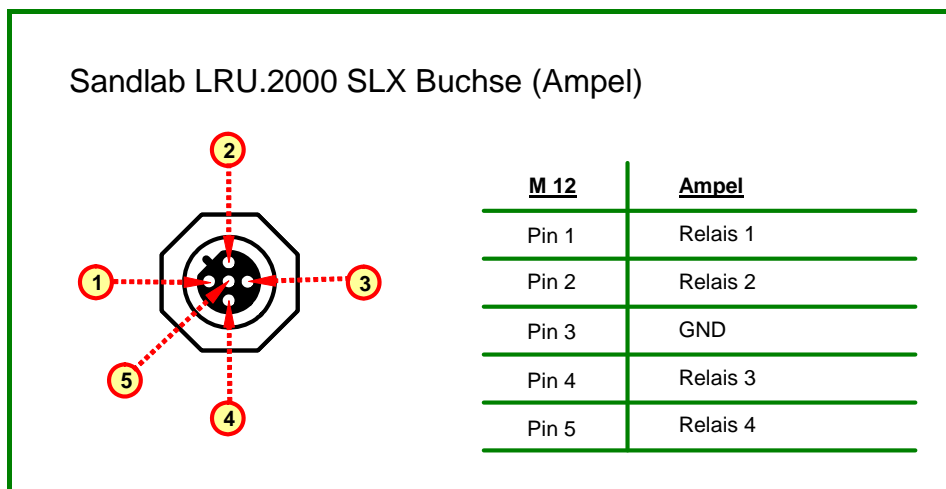 Sandlab LRU.2000 SLX Buchse (Ampel)
2
1
3
5
4
M 12 Ampel
Pin 1 Relais 1
Pin 2 Relais 2
Pin 3 GND
Pin 4 Relais 3
Pin 5 Relais 4